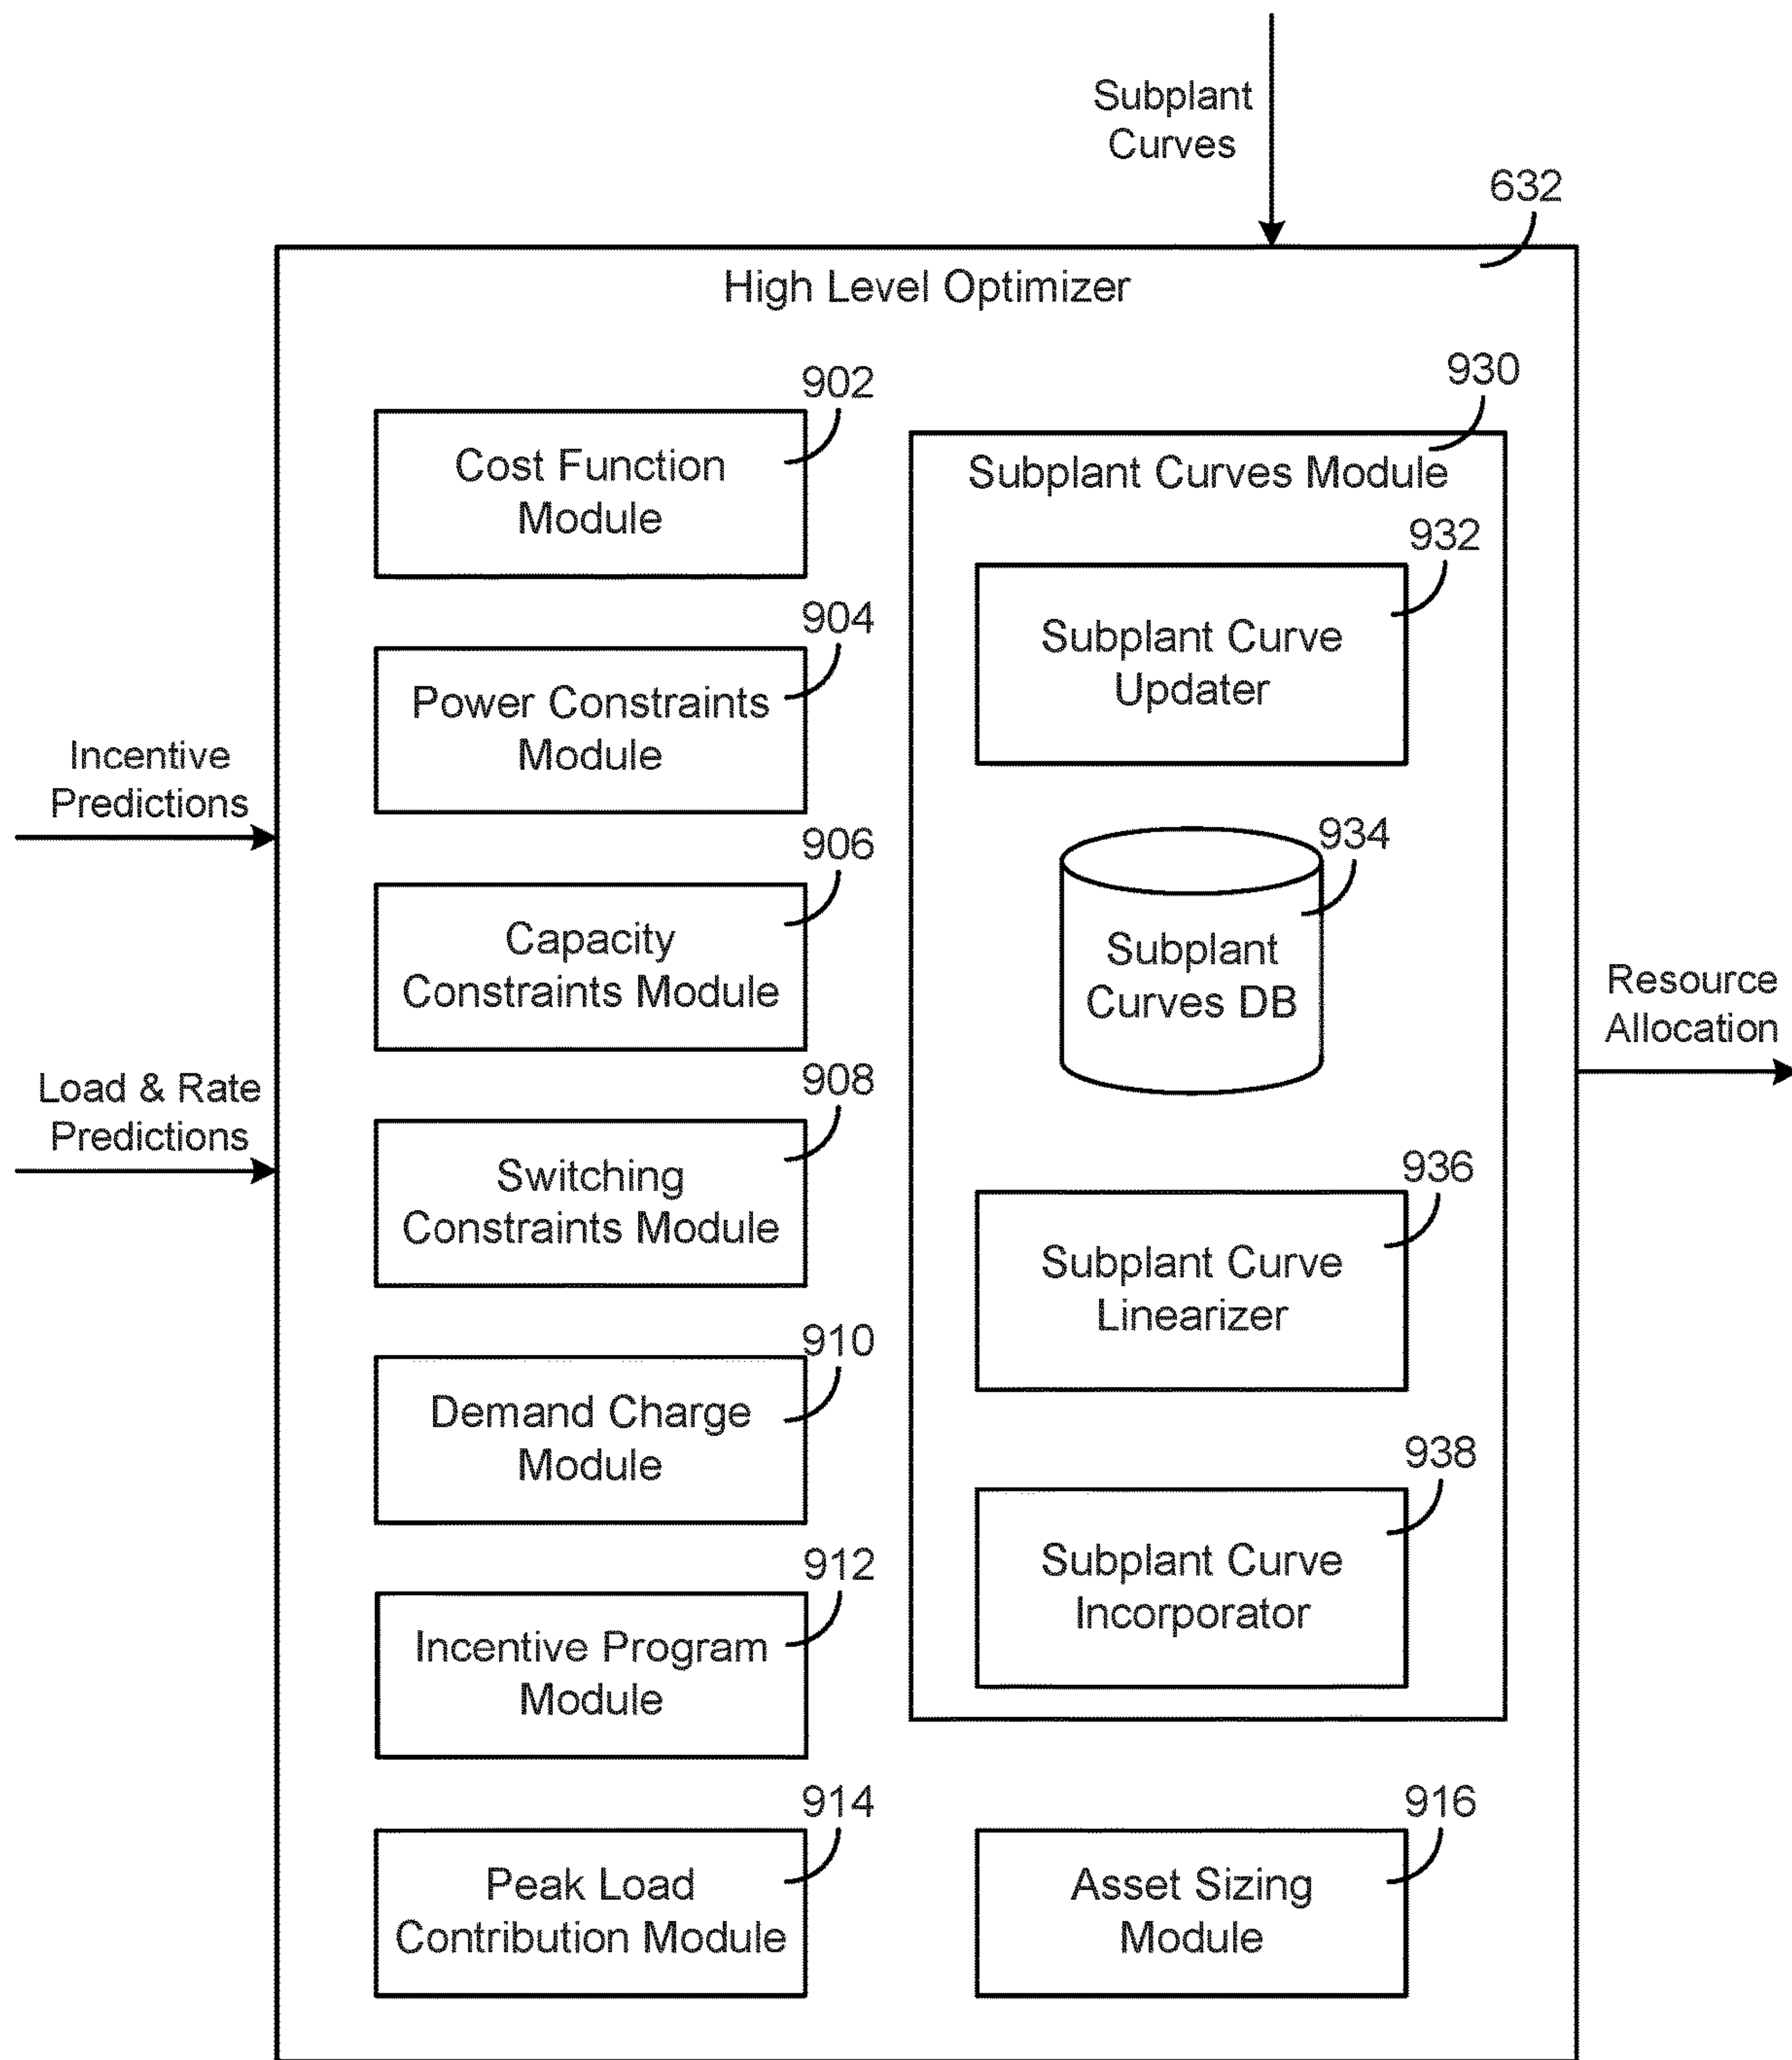 Subplant
Curves
632
High Level Optimizer
902
Cost Function
Module
904
Power Constraints
Module
906
Capacity
Constraints Module
908
Switching
Constraints Module
910
Demand Charge
Module
912
Incentive Program
Module
914
Peak Load
Contribution Module
930
Subplant Curves Module
932
Subplant Curve
Updater
934
Subplant
Curves DB
936
Subplant Curve
Linearizer
938
Subplant Curve
Incorporator
916
Asset Sizing
Module
Incentive
Predictions
Load & Rate
Predictions
Resource
Allocation